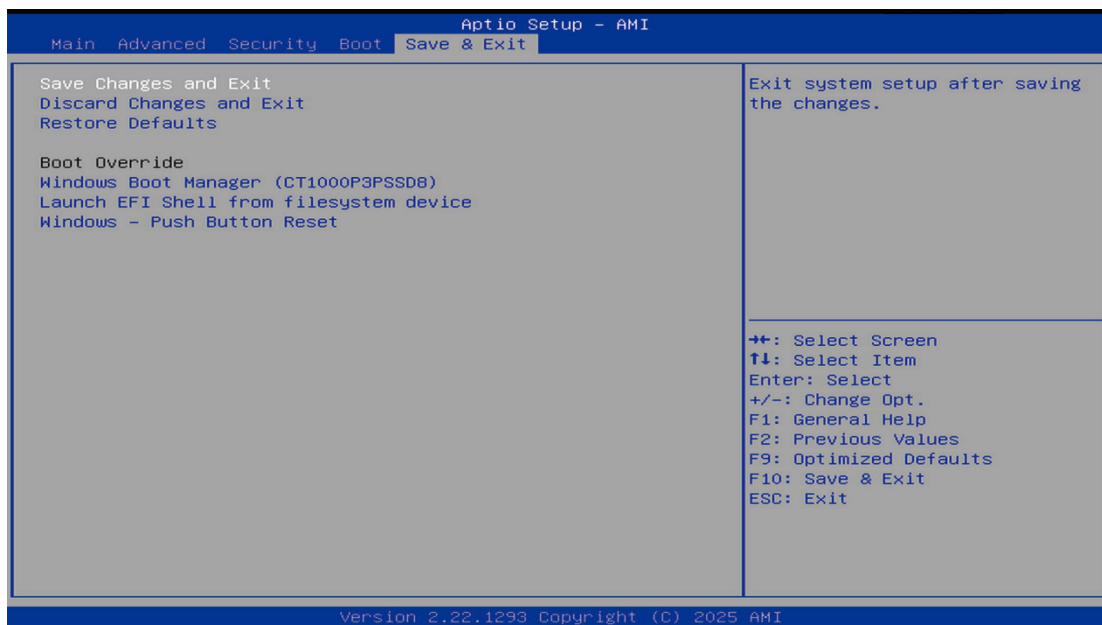 Aptio Setup – AMI
Main Advanced Security Boot Save & Exit
Save Changes and Exit
Discard Changes and Exit
Restore Defaults
Boot Override
Windows Boot Manager (CT1000P3PSSD8)
Launch EFI Shell from filesystem device
Windows – Push Button Reset
Exit system setup after saving
the changes.
→←: Select Screen
↑↓: Select Item
Enter: Select
+/-: Change Opt.
F1: General Help
F2: Previous Values
F9: Optimized Defaults
F10: Save & Exit
ESC: Exit
Version 2.22.1293 Copyright (C) 2025 AMI